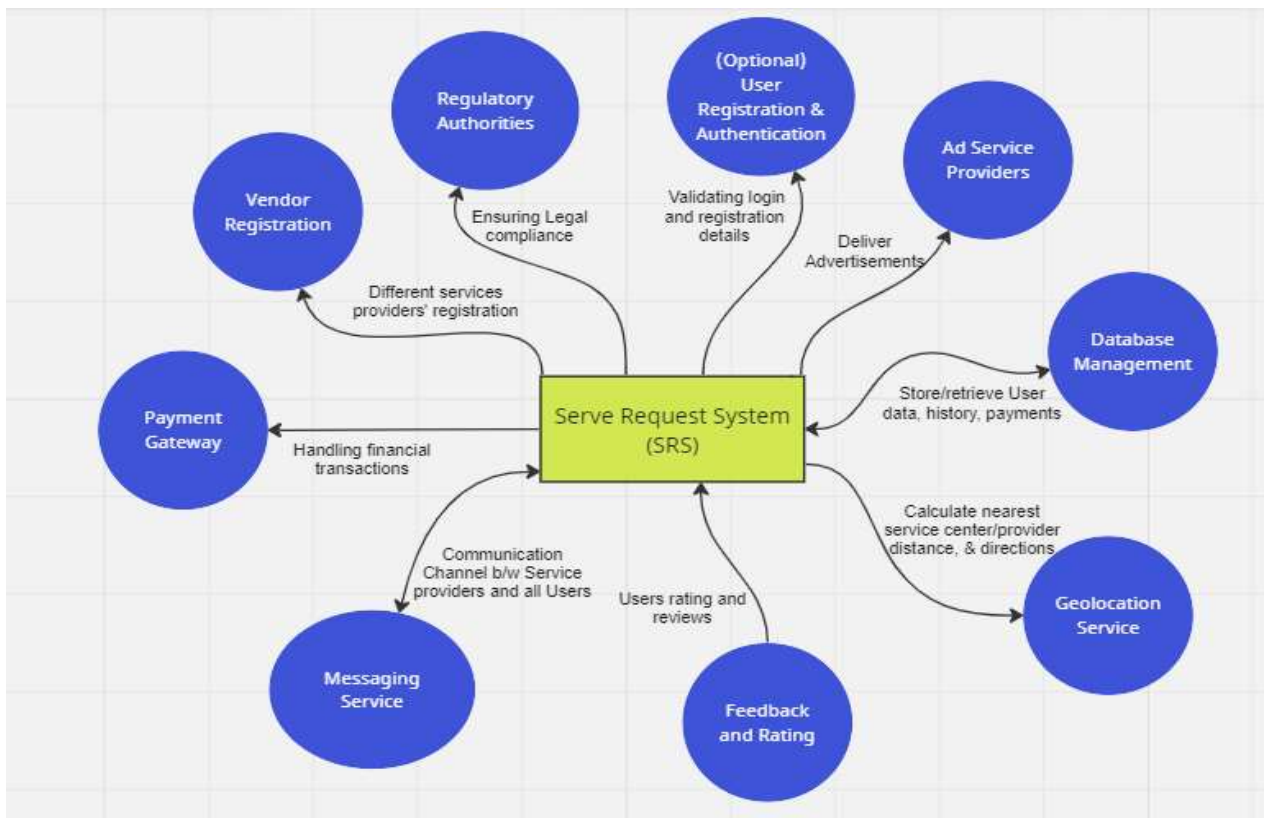 (Optional)
User
Registration &
Authentication
Regulatory
Authorities
Ad Service
Providers
Vendor
Registration
Validating login
and registration
details
Ensuring Legal
compliance
Deliver
Advertisements
Different services
providers' registration
Database
Management
Payment
Gateway
Serve Request System
(SRS)
Store/retrieve User
data, history, payments
Handling financial
transactions
Calculate nearest
service center/provider
distance, & directions
Communication
Channel b/w Service
providers and all Users
Users rating and
reviews
Geolocation
Service
Messaging
Service
Feedback
and Rating